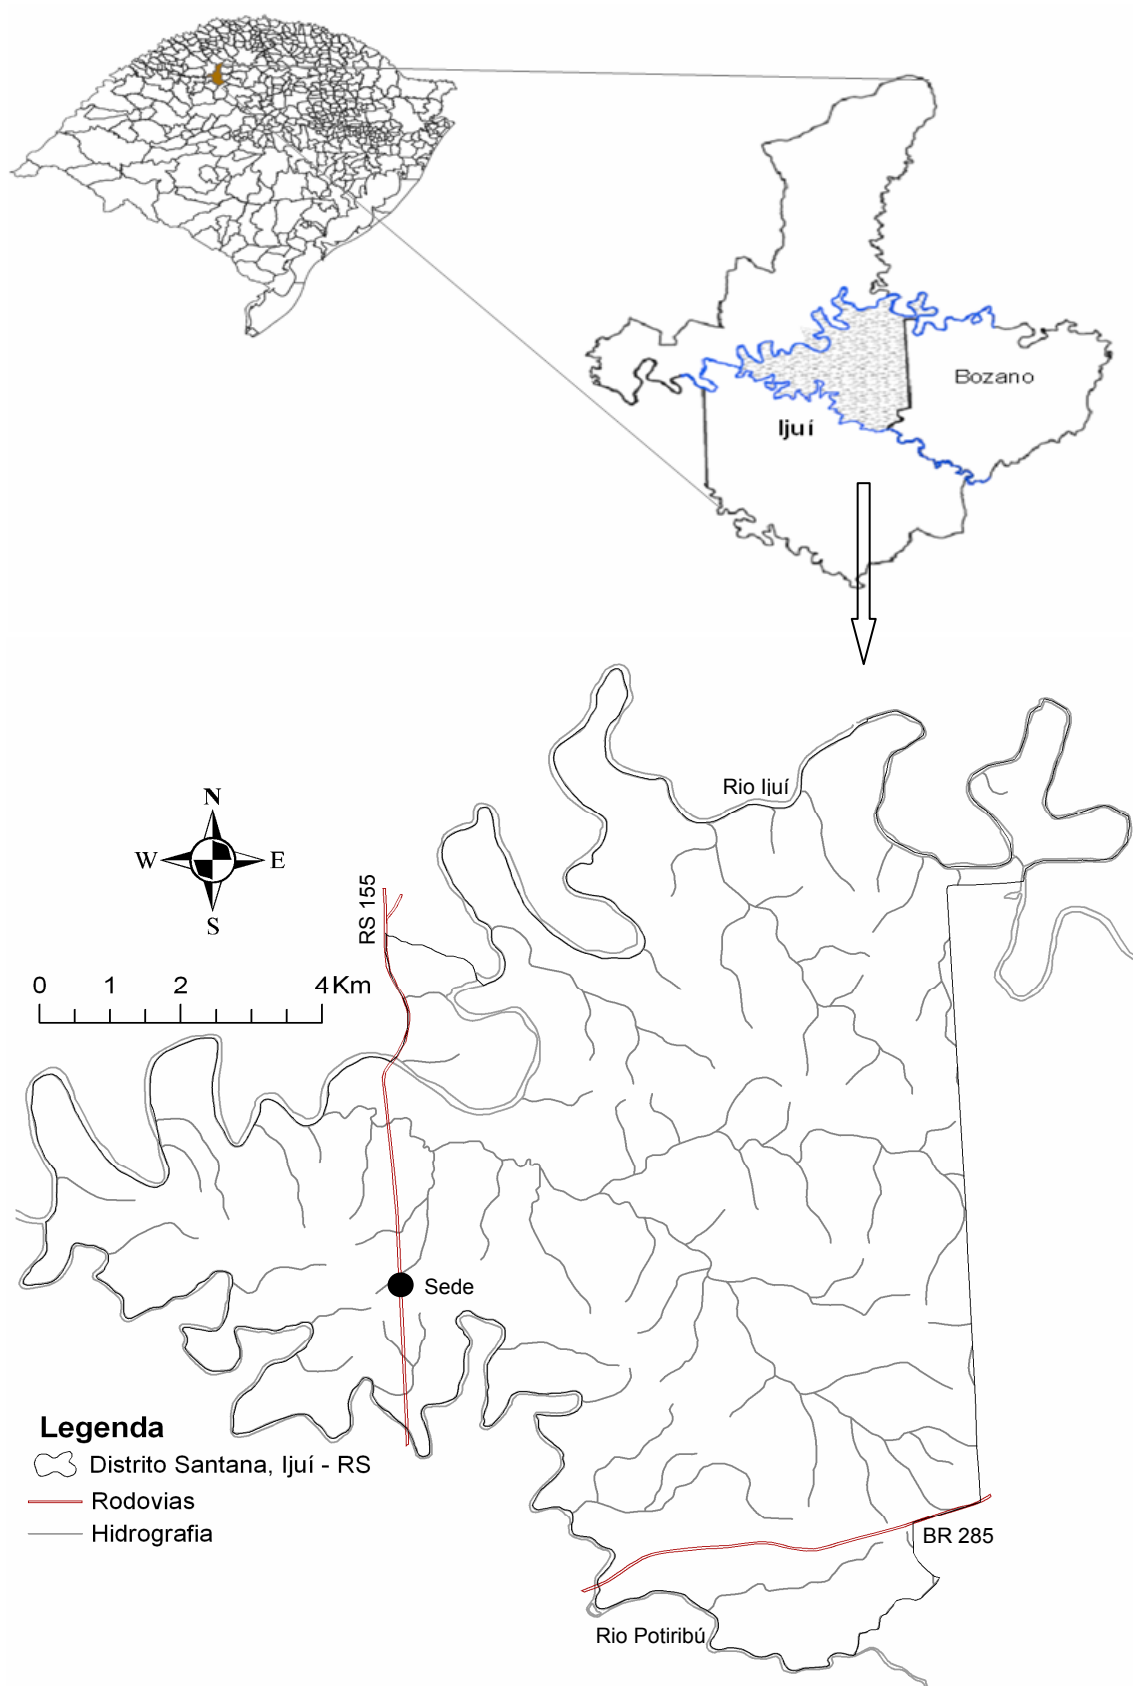 Bozano
Ijuí
Rio Ijuí
N
W E
S
RS 155
0 1 2 4 Km
Sede
Legenda
Distrito Santana, Ijuí - RS
Rodovias
Hidrografia
BR 285
Rio Potiribú